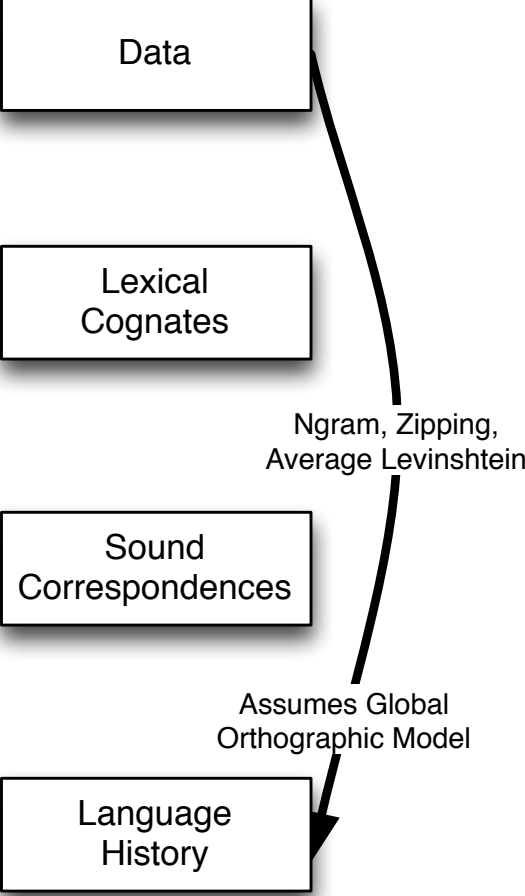 Data
Lexical
Cognates
Ngram, Zipping,
Average Levinshtein
Sound
Correspondences
Assumes Global
Orthographic Model
Language
History